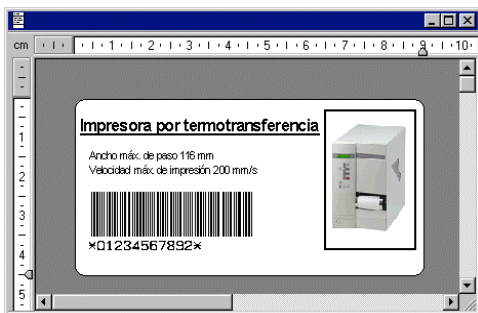 cm 1 2 3 4 5 6 7 8 9 10
1
2
3
4
5
Impresora por termotransferencia
Ancho máx. de paso 116 mm
Velocidad máx. de impresión 200 mm/s
*01234567892*